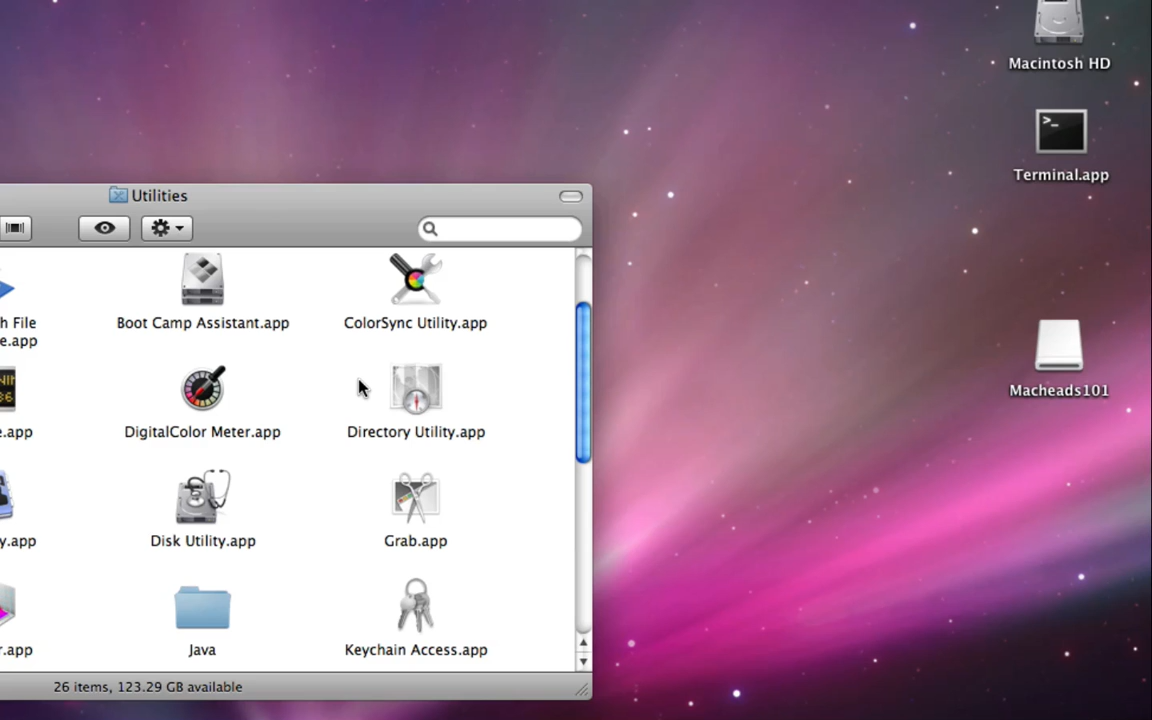 Macintosh HD
Terminal.app
Macheads101
Utilities
h File
e.app
Boot Camp Assistant.app
ColorSync Utility.app
e.app
DigitalColor Meter.app
Directory Utility.app
y.app
Disk Utility.app
Grab.app
r.app
Java
Keychain Access.app
26 items, 123.29 GB available